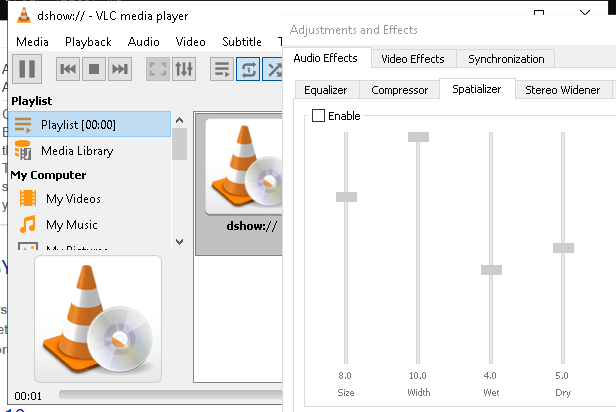 dshow:// - VLC media player
Media Playback Audio Video Subtitle T
Playlist
Playlist [00:00]
Media Library
My Computer
My Videos
My Music
My Pictures
dshow://
00:01
Adjustments and Effects
Audio Effects Video Effects Synchronization
Equalizer Compressor Spatializer Stereo Widener
Enable
8.0 10.0 4.0 5.0
Size Width Wet Dry